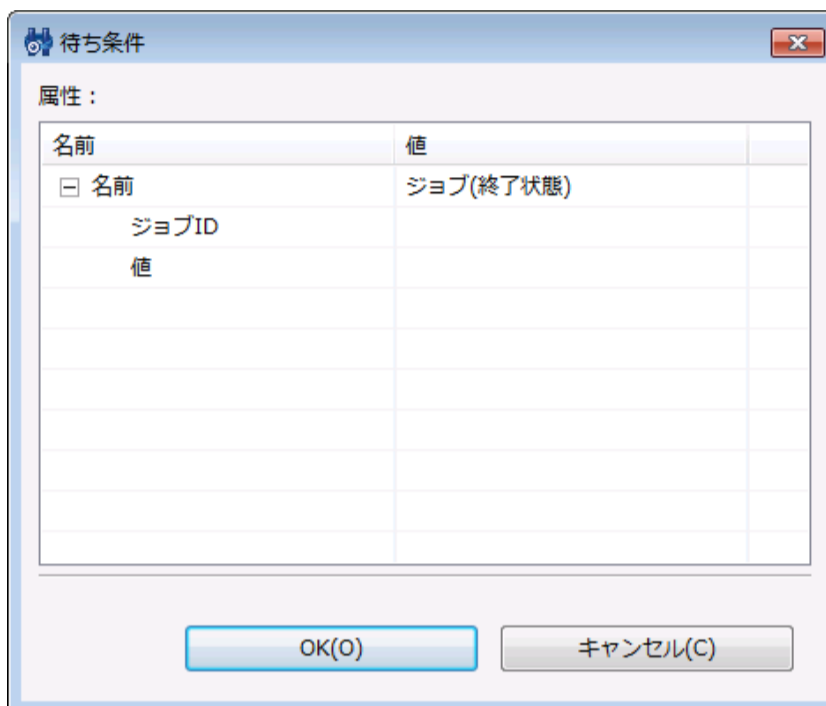 待ち条件
属性：
名前 値
名前 ジョブ(終了状態)
ジョブID
値
OK(O) キャンセル(C)